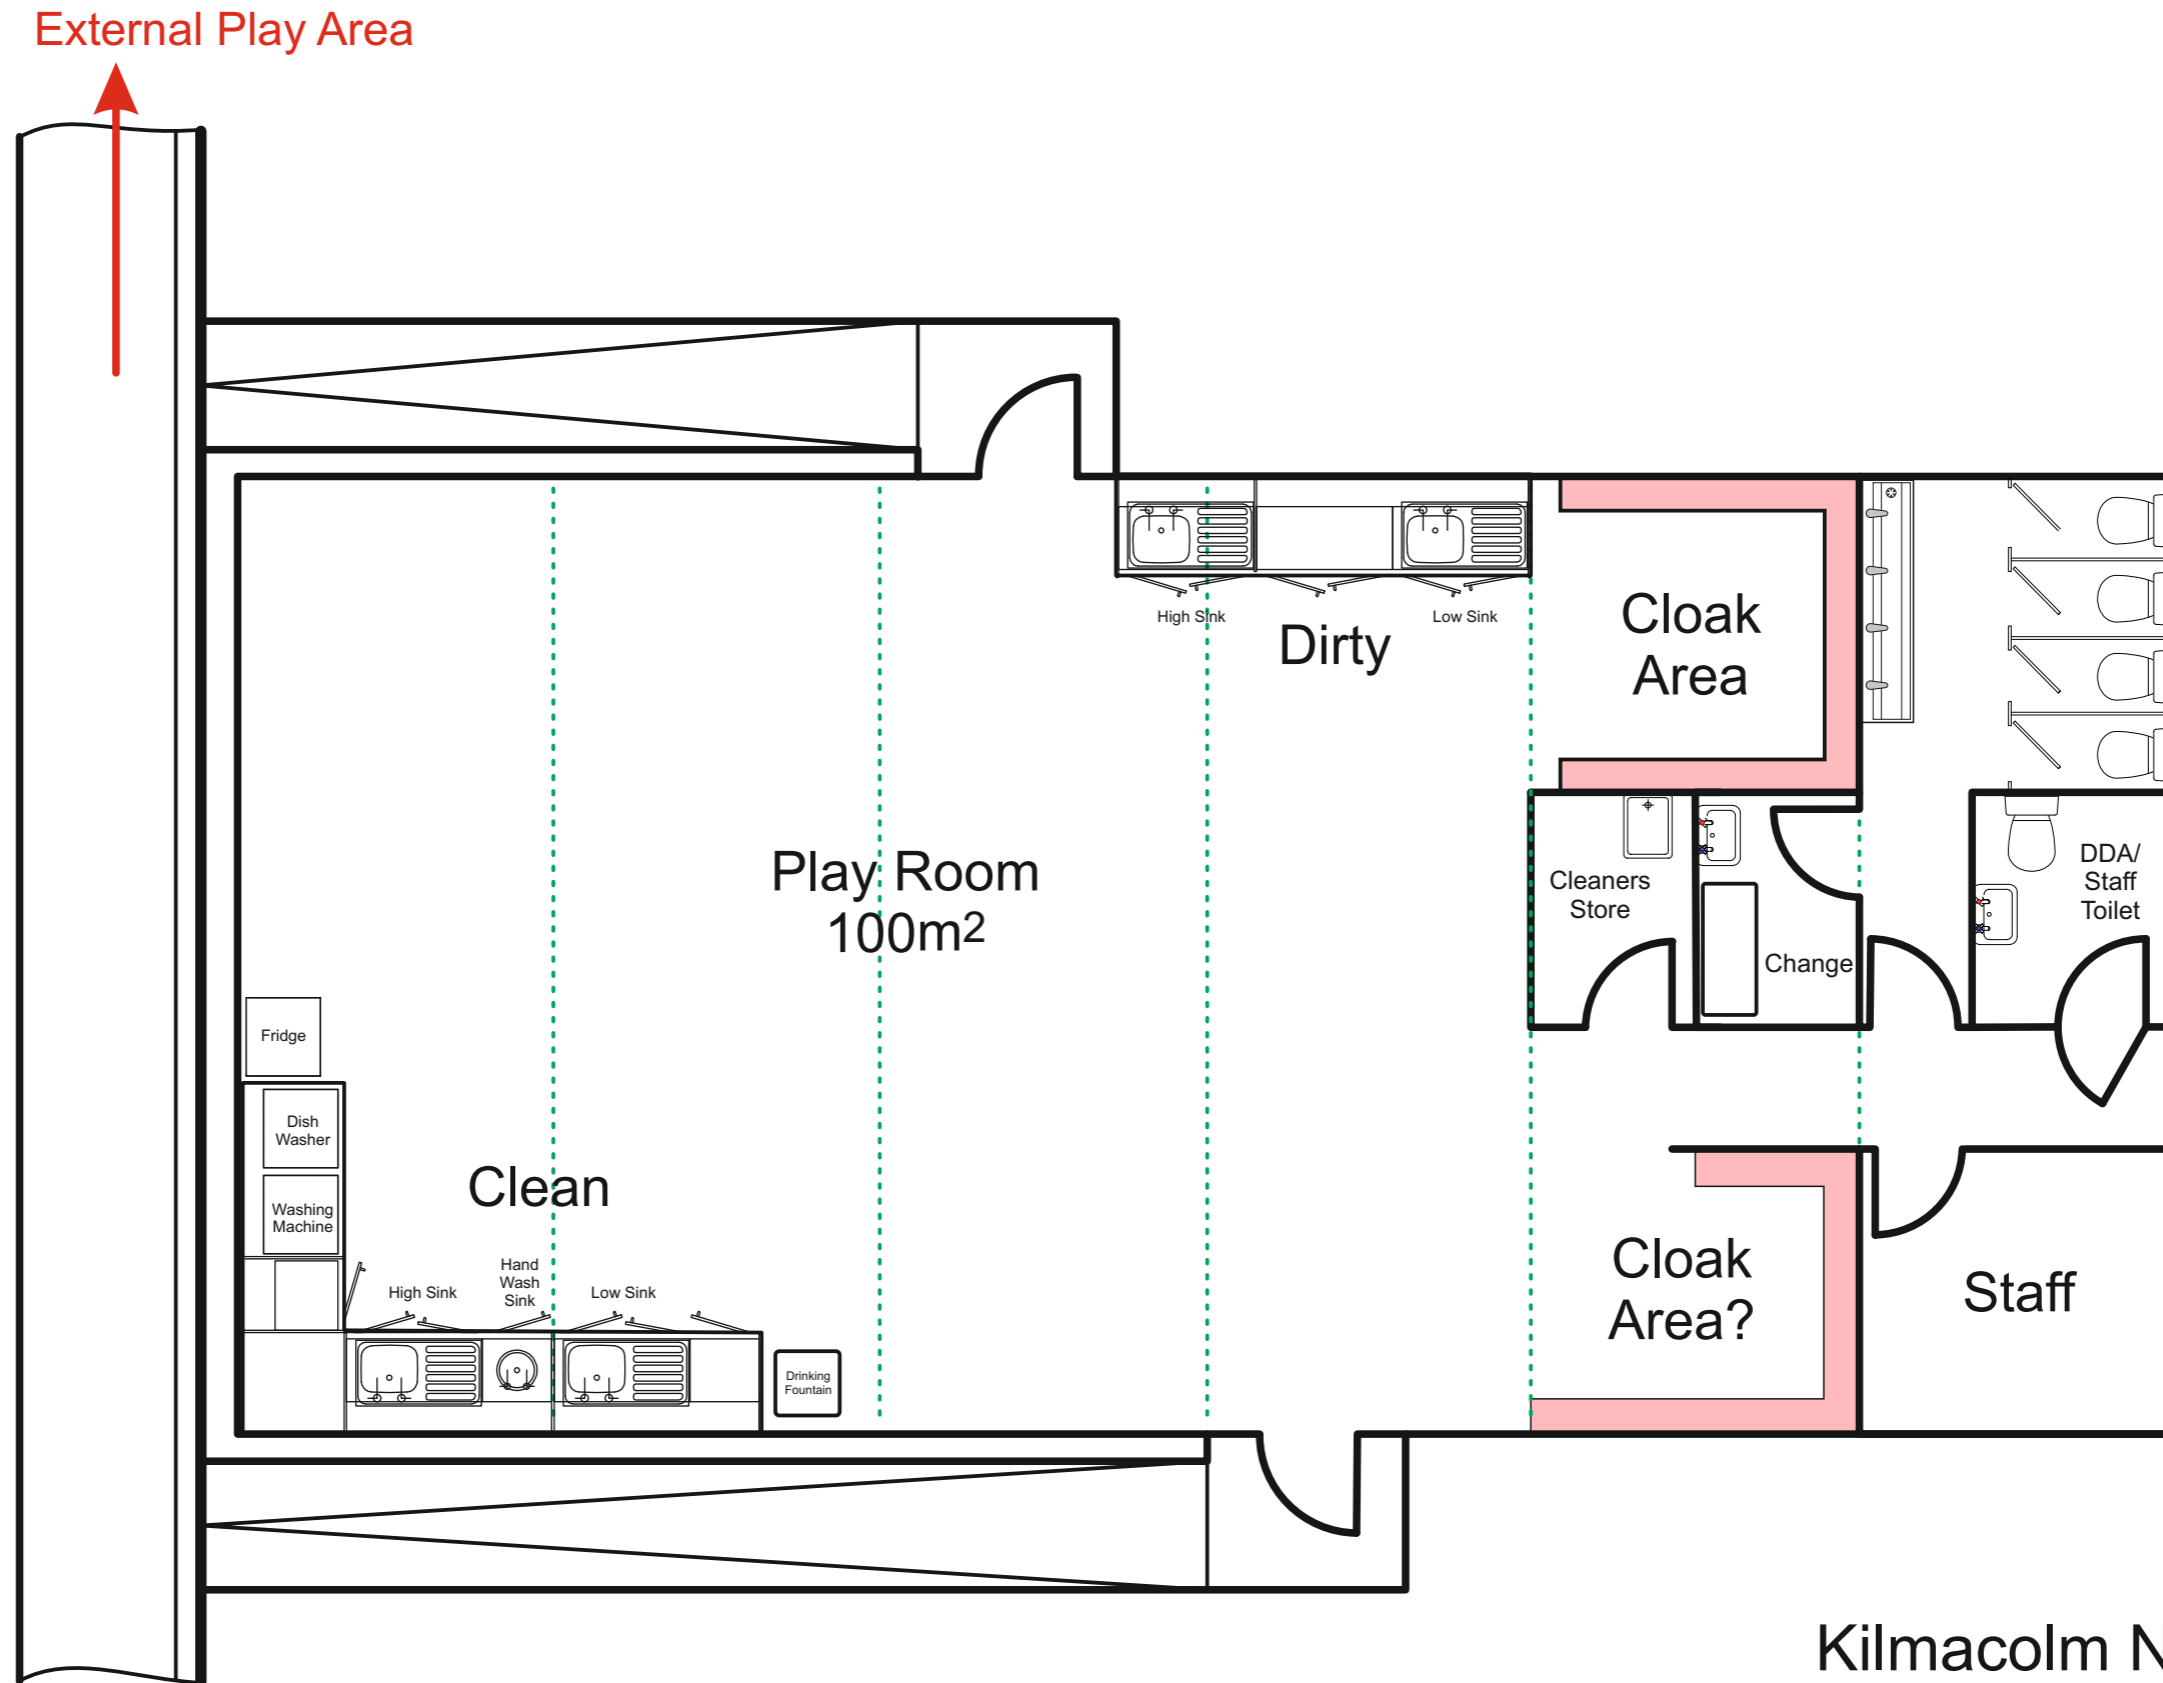 External Play Area
High Sink
Low Sink
Dirty
Cloak
Area
Play Room
100m2
Cleaners
Store
Change
DDA/
Staff
Toilet
Fridge
Dish
Washer
Washing
Machine
Clean
High Sink
Hand
Wash
Sink
Low Sink
Drinking
Fountain
Cloak
Area?
Staff
Kilmacolm N